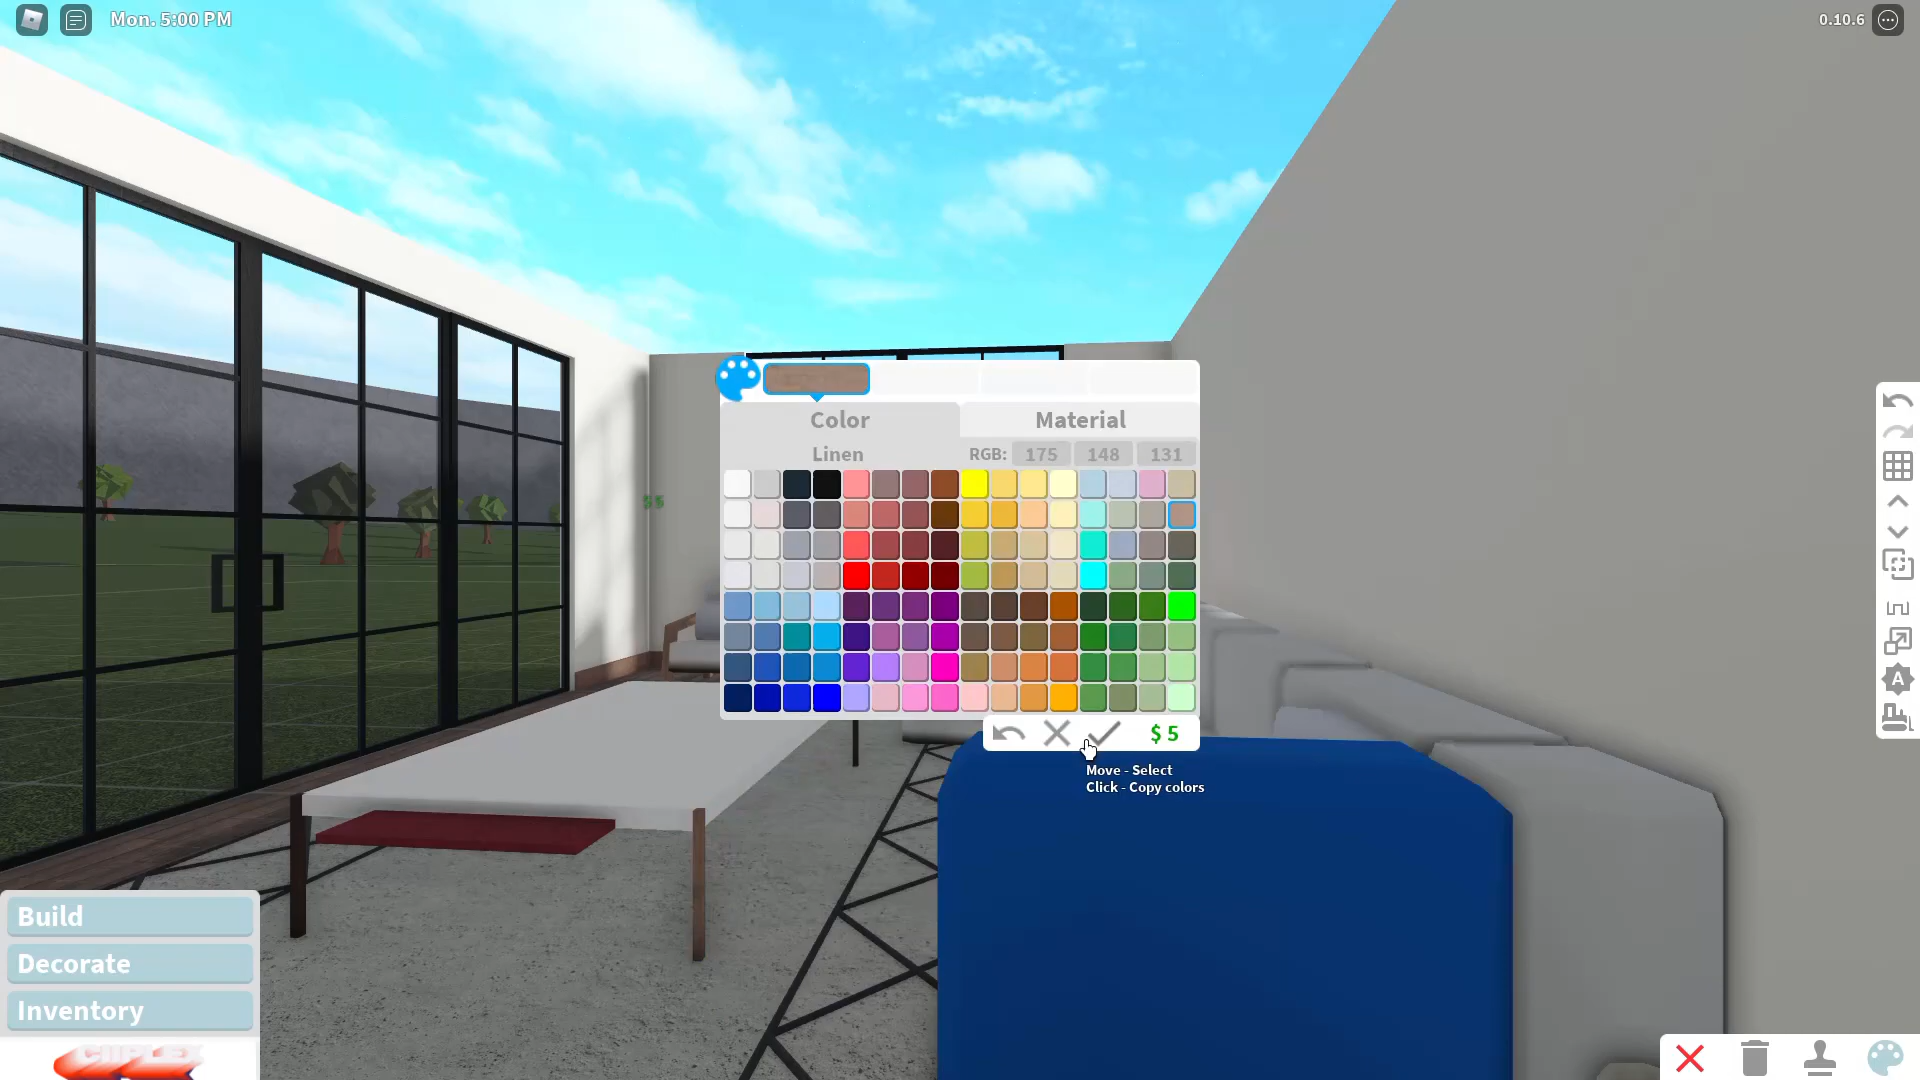 Mon. 5:00 PM
0.10.6
Color
Material
Linen
RGB: 175 148 131
$ 5
$ 5
Move - Select
Click - Copy colors
A
Build
Decorate
Inventory